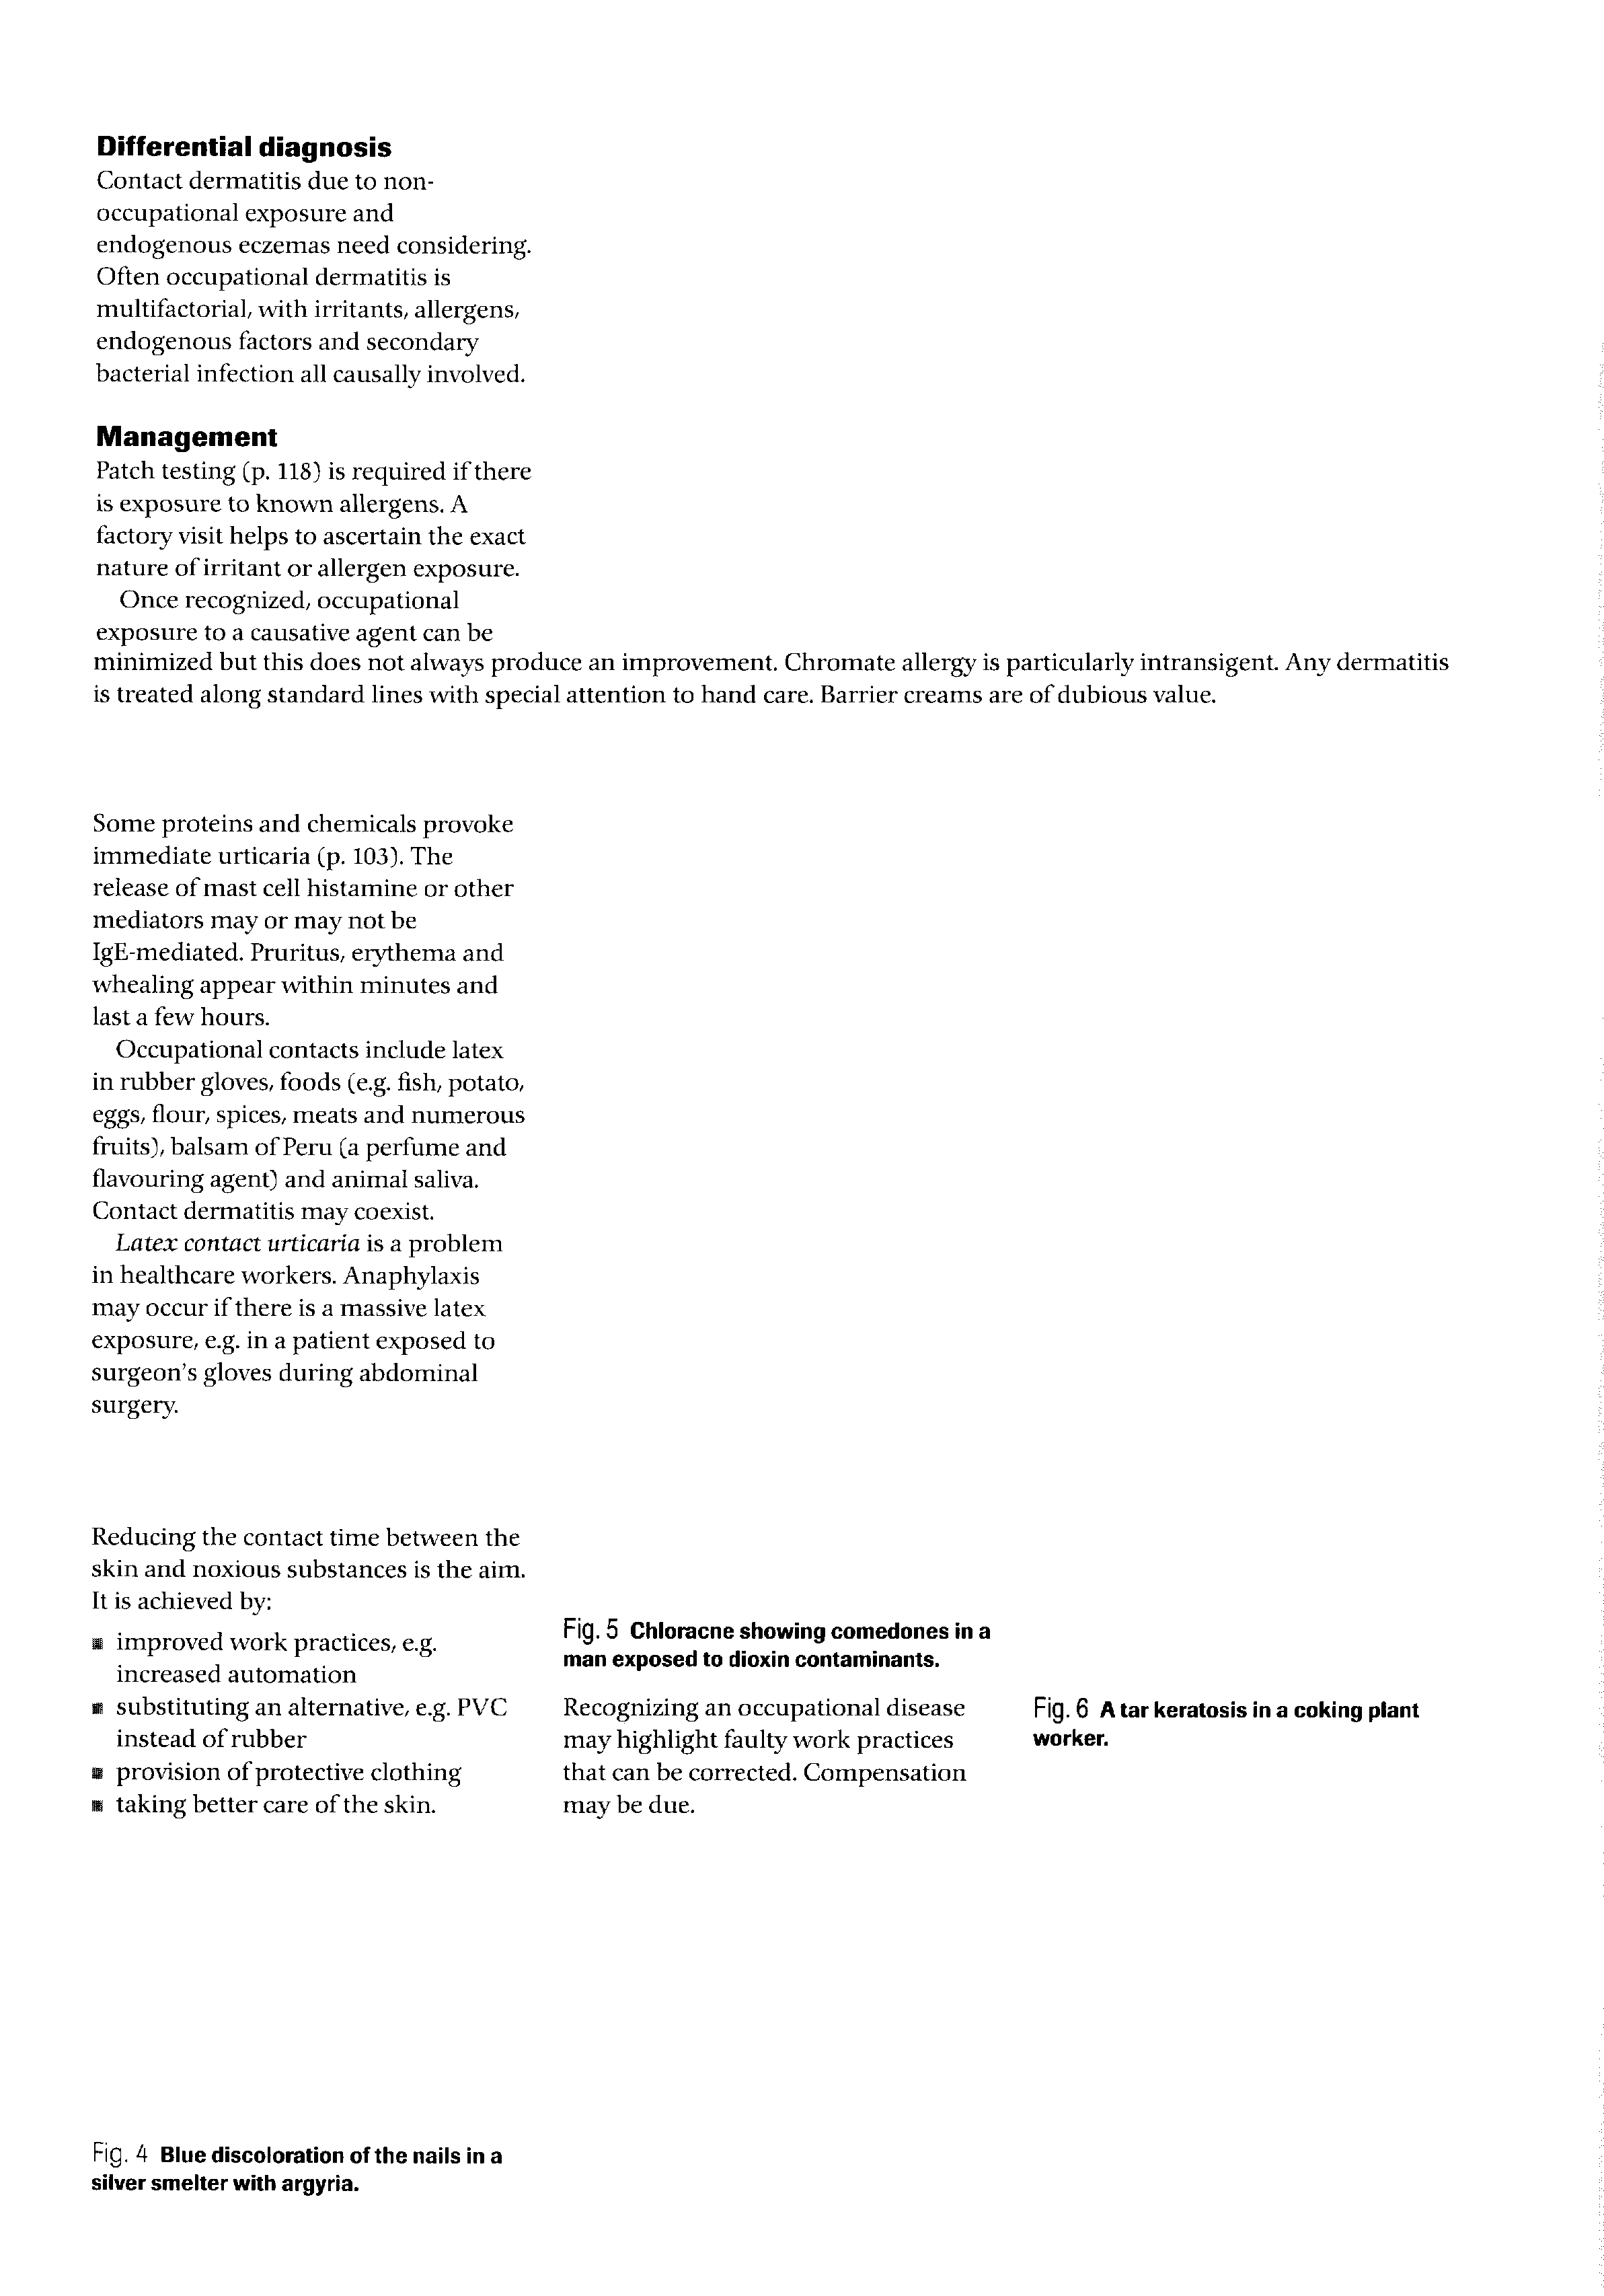 Differential diagnosis
Contact dermatitis due to non-
occupational exposure and
endogenous eczemas need considering.
Often occupational dermatitis is
multifactorial, with irritants, allergens,
endogenous factors and secondary
bacterial infection all causally involved.
Management
Patch testing (p. 118) is required if there
is exposure to known allergens. A
factory visit helps to ascertain the exact
nature of irritant or allergen exposure.
Once recognized, occupational
exposure to a causative agent can be
minimized but this does not always produce an improvement. Chromate allergy is particularly intransigent. Any dermatitis
is treated along standard lines with special attention to hand care. Barrier creams are of dubious value.
Some proteins and chemicals provoke
immediate urticaria (p. 103). The
release of mast cell histamine or other
mediators may or may not be
IgE-mediated. Pruritus, erythema and
whealing appear within minutes and
last a few hours.
Occupational contacts include latex
in rubber gloves, foods (e.g. fish, potato,
eggs, flour, spices, meats and numerous
fruits), balsam of Peru (a perfume and
flavouring agent) and animal saliva.
Contact dermatitis may coexist.
Latex contact urticaria is a problem
in healthcare workers. Anaphylaxis
may occur if there is a massive latex
exposure, e.g. in a patient exposed to
surgeon's gloves during abdominal
surgery.
Reducing the contact time between the
skin and noxious substances is the aim.
It is achieved by:
■ improved work practices, e.g.
increased automation
■ substituting an alternative, e.g. PVC
instead of rubber
■ provision of protective clothing
■ taking better care of the skin.
Fig. 5 Chloracne showing comedones in a
man exposed to dioxin contaminants.
Recognizing an occupational disease
may highlight faulty work practices
that can be corrected. Compensation
may be due.
Fig. 6 A tar keratosis in a coking plant
worker.
Fig. 4 Blue discoloration of the nails in a
silver smelter with argyria.